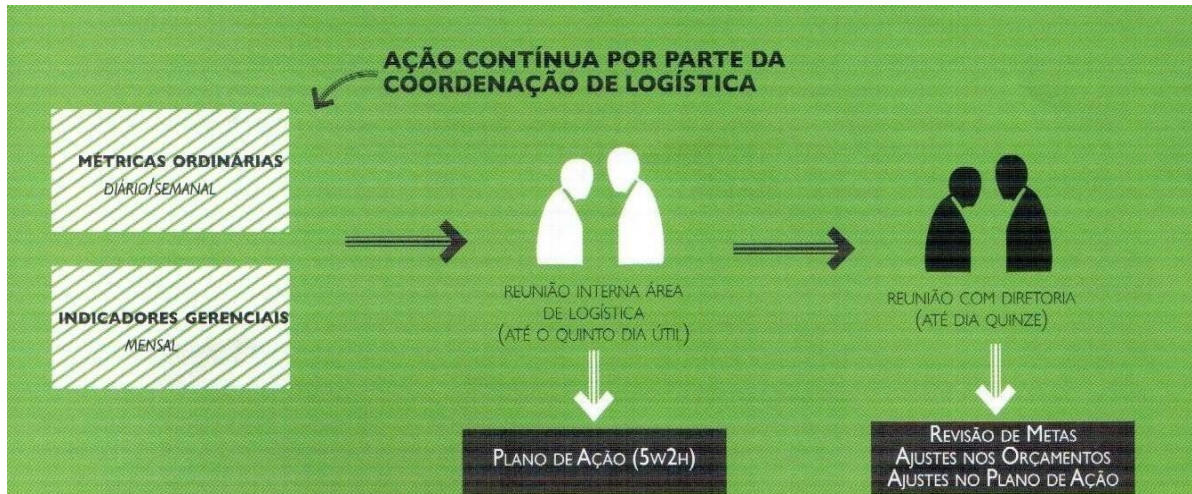 AÇÃO CONTÍNUA POR PARTE DA
COORDENAÇÃO DE LOGÍSTICA
MÉTRICAS ORDINÁRIAS
DIÁRIO/SEMANAL
INDICADORES GERENCIAIS
MENSAL
REUNIÃO INTERNA ÁREA
DE LOGÍSTICA
(ATÉ O QUINTO DIA ÚTIL)
PLANO DE AÇÃO (5W2H)
REUNIÃO COM DIRETORIA
(ATÉ DIA QUINZE)
REVISÃO DE METAS
AJUSTES NOS ORÇAMENTOS
AJUSTES NO PLANO DE AÇÃO